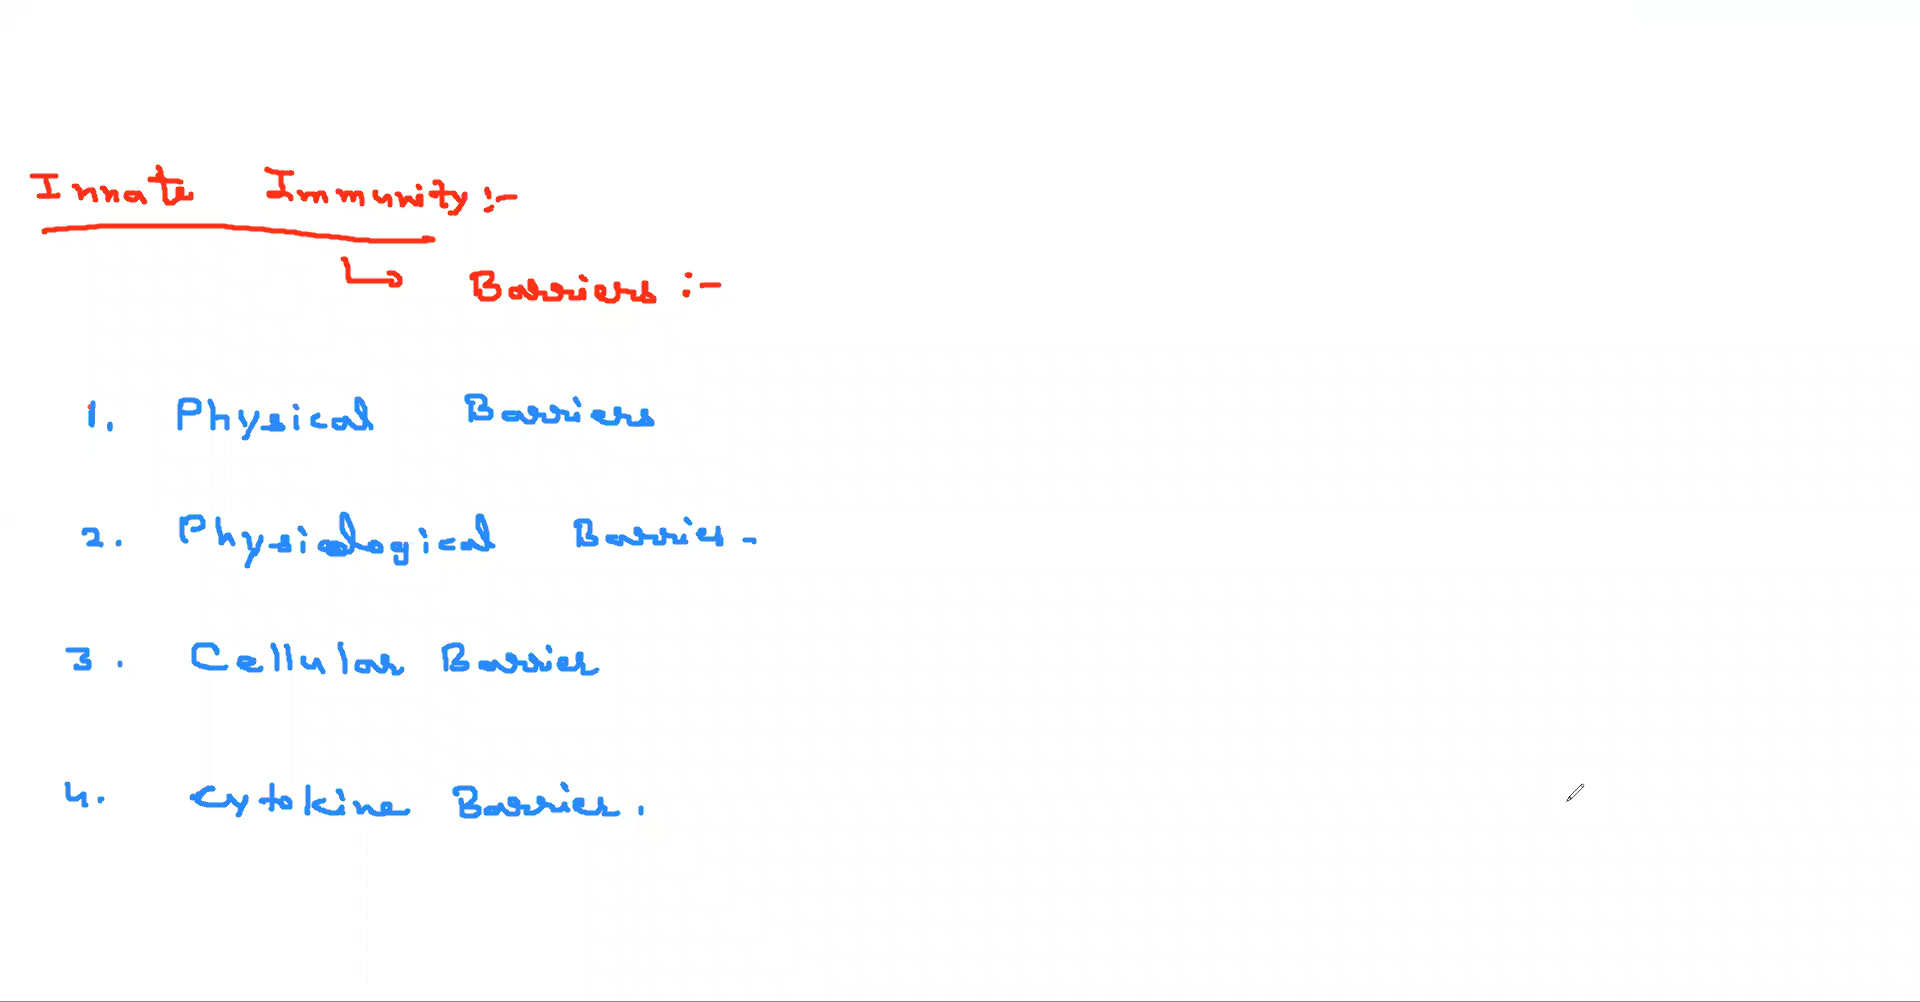 Innate Immunity :-
↳ Barriers :-
1. Physical Barriers
2. Physiological Barrier -
3. Cellular Barrier
4. Cytokine Barrier.